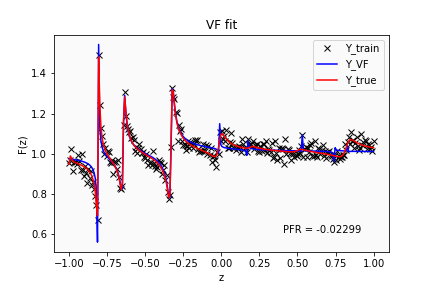 VF fit
Y_train
Y_VF
Y_true
F(z)
1.4
1.2
1.0
0.8
0.6
PFR = -0.02299
−1.00 −0.75 −0.50 −0.25 0.00 0.25 0.50 0.75 1.00
z